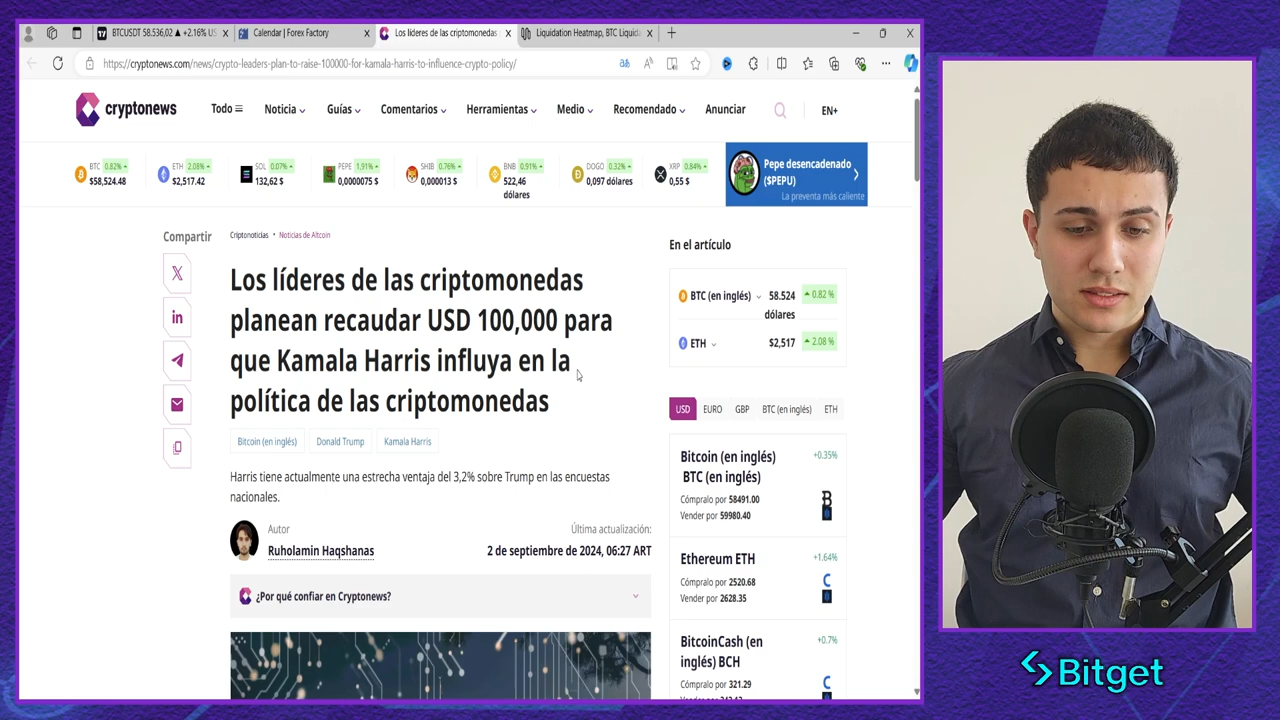 BTCUSDT 58.536,02 ▲ +2.16% US
Calendar | Forex Factory
Los líderes de las criptomonedas
Liquidation Heatmap, BTC Liquid
https://cryptonews.com/news/crypto-leaders-plan-to-raise-100000-for-kamala-harris-to-influence-crypto-policy/
cryptonews
Todo
Noticia
Guías
Comentarios
Herramientas
Medio
Recomendado
Anunciar
EN+
BTC 0.82%
$58,524.48
ETH 2.08%
$2,517.42
SOL 0.07%
132,62 $
PEPE 1,91%
0,0000075 $
SHIB 0.76%
0,000013 $
BNB 0.91%
522,46
dólares
DOGO 0.32%
0,097 dólares
XRP 0.84%
0,55 $
Pepe desencadenado
($PEPU)
La preventa más caliente
Compartir
Criptonoticias • Noticias de Altcoin
Los líderes de las criptomonedas
planean recaudar USD 100,000 para
que Kamala Harris influya en la
política de las criptomonedas
Bitcoin (en inglés)
Donald Trump
Kamala Harris
Harris tiene actualmente una estrecha ventaja del 3,2% sobre Trump en las encuestas
nacionales.
Autor
Ruholamin Haqshanas
Última actualización:
2 de septiembre de 2024, 06:27 ART
¿Por qué confiar en Cryptonews?
En el artículo
BTC (en inglés) 58.524 0.82 %
dólares
ETH $2,517 2.08 %
USD EURO GBP BTC (en inglés) ETH
Bitcoin (en inglés) +0.35%
BTC (en inglés)
Cómpralo por 58491.00
Vender por 59980.40
Ethereum ETH +1.64%
Cómpralo por 2520.68
Vender por 2628.35
BitcoinCash (en +0.7%
inglés) BCH
Cómpralo por 321.29
Bitget